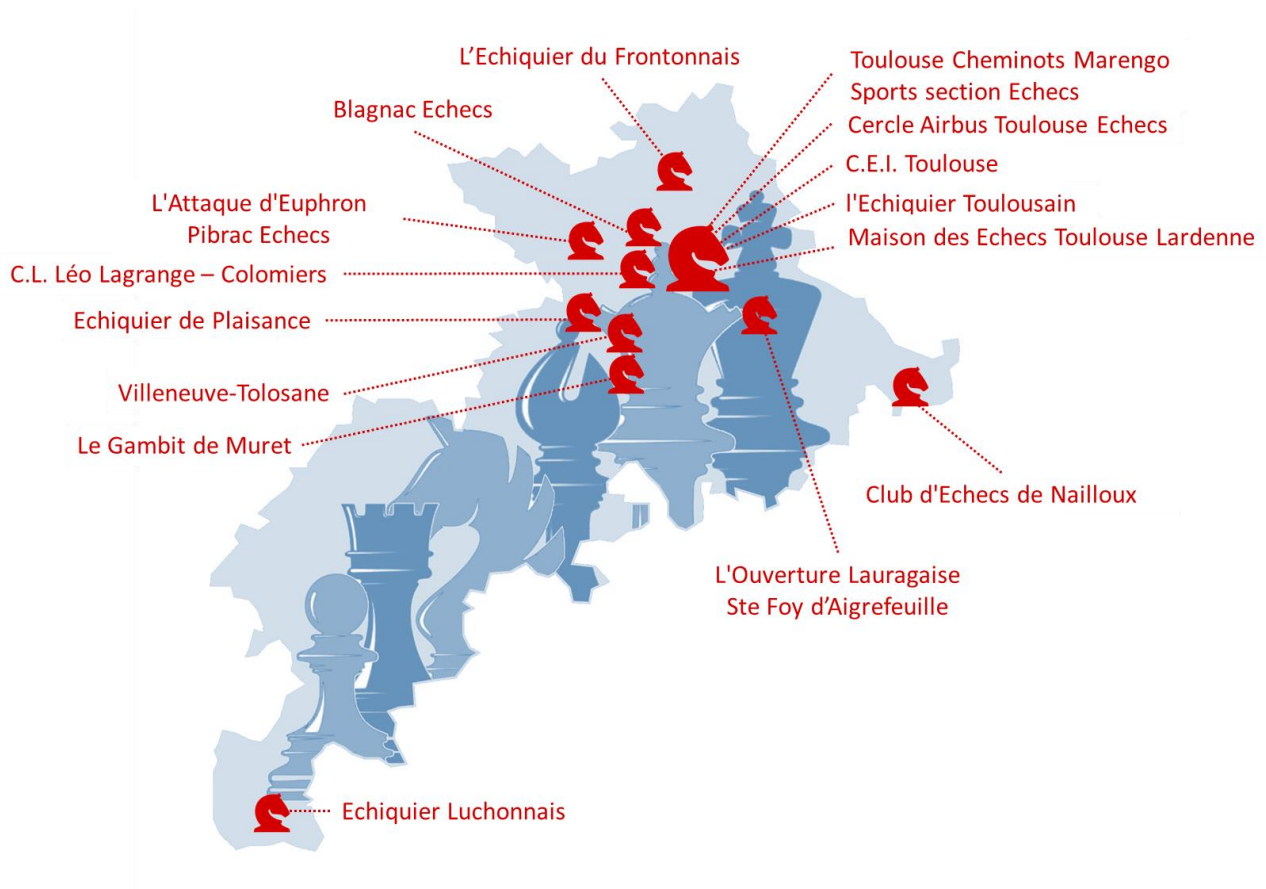 L’Echiquier du Frontonnais
Toulouse Cheminots Marengo
Sports section Echecs
Blagnac Echecs
Cercle Airbus Toulouse Echecs
C.E.I. Toulouse
L'Attaque d'Euphron
Pibrac Echecs
l'Echiquier Toulousain
Maison des Echecs Toulouse Lardenne
C.L. Léo Lagrange – Colomiers
Echiquier de Plaisance
Villeneuve-Tolosane
Le Gambit de Muret
Club d'Echecs de Nailloux
L'Ouverture Lauragaise
Ste Foy d’Aigrefeuille
Echiquier Luchonnais